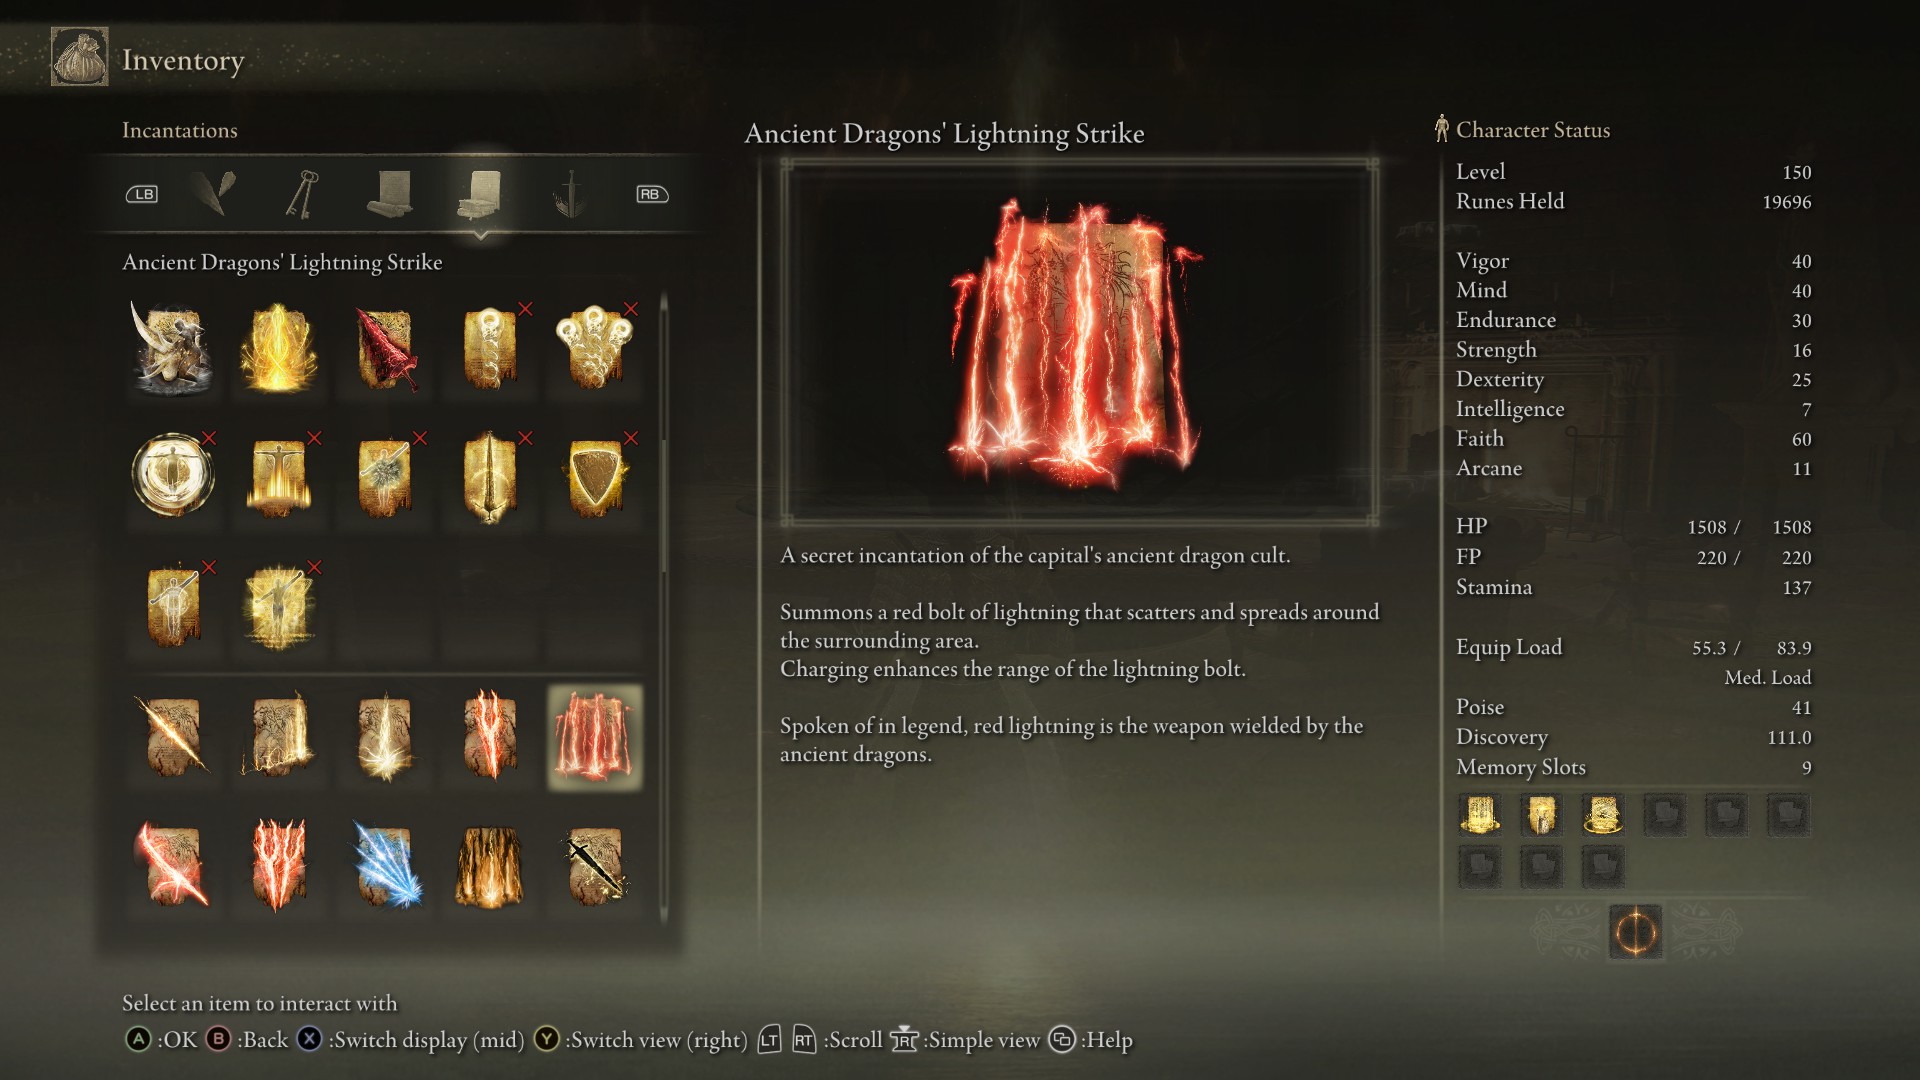 Inventory
Incantations
LB
RB
Ancient Dragons' Lightning Strike
Ancient Dragons' Lightning Strike
A secret incantation of the capital's ancient dragon cult.
Summons a red bolt of lightning that scatters and spreads around
the surrounding area.
Charging enhances the range of the lightning bolt.
Spoken of in legend, red lightning is the weapon wielded by the
ancient dragons.
Character Status
Level 150
Runes Held 19696
Vigor 40
Mind 40
Endurance 30
Strength 16
Dexterity 25
Intelligence 7
Faith 60
Arcane 11
HP 1508 / 1508
FP 220 / 220
Stamina 137
Equip Load 55.3 / 83.9
Med. Load
Poise 41
Discovery 111.0
Memory Slots 9
Select an item to interact with
A :OK B :Back X :Switch display (mid) Y :Switch view (right) LT RT :Scroll R :Simple view :Help